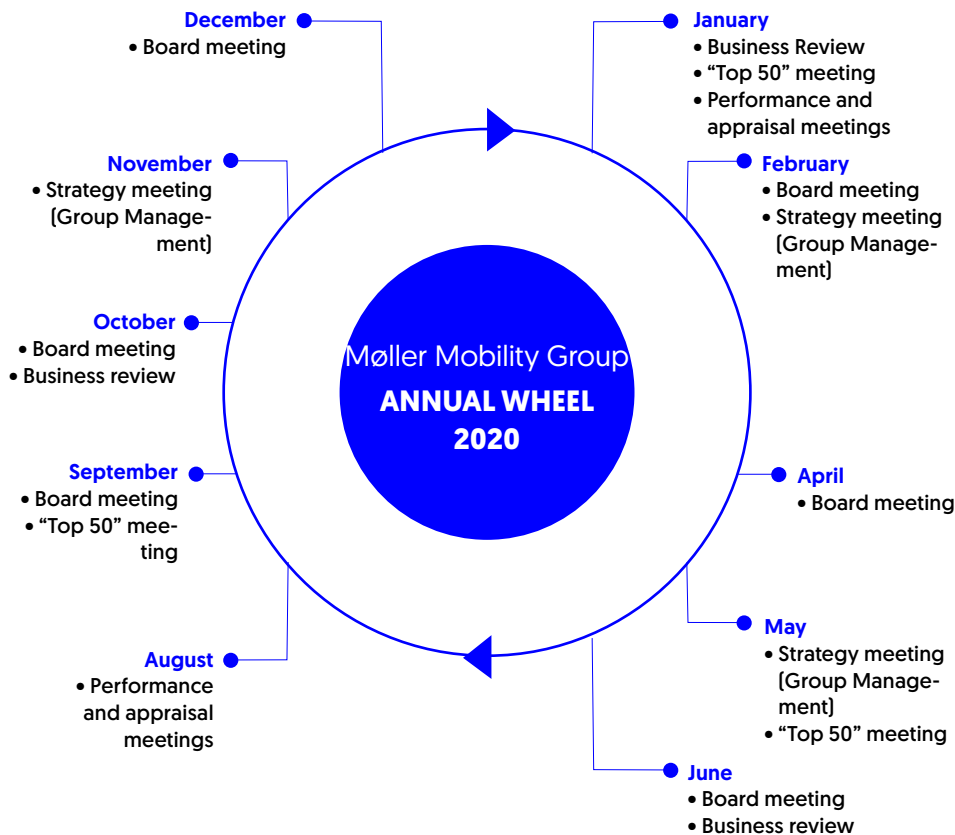 December
• Board meeting
January
• Business Review
• “Top 50” meeting
• Performance and
appraisal meetings
November
• Strategy meeting
(Group Manage-
ment)
February
• Board meeting
• Strategy meeting
(Group Manage-
ment)
October
• Board meeting
• Business review
Møller Mobility Group
ANNUAL WHEEL
2020
September
• Board meeting
• “Top 50” mee-
ting
April
• Board meeting
August
• Performance
and appraisal
meetings
May
• Strategy meeting
(Group Manage-
ment)
• “Top 50” meeting
June
• Board meeting
• Business review